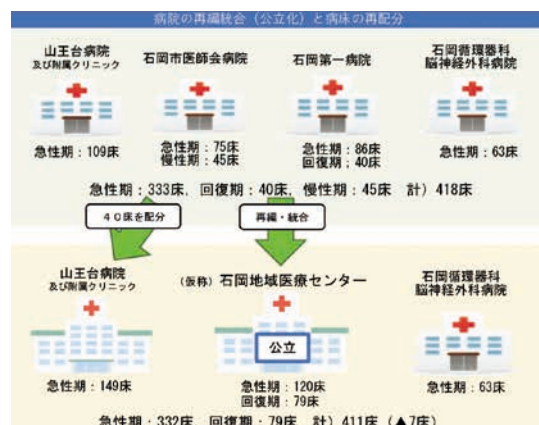 病院の再編統合（公立化）と病床の再配分
山王台病院
及び附属クリニック
急性期：109床
石岡市医師会病院
急性期：75床
慢性期：45床
石岡第一病院
急性期：86床
回復期：40床
石岡循環器科
脳神経外科病院
急性期：63床
急性期：333床，回復期：40床，慢性期：45床　計）418床
４０床を配分
再編・統合
山王台病院
及び附属クリニック
急性期：149床
（仮称）石岡地域医療センター
公立
急性期：120床
回復期：79床
石岡循環器科
脳神経外科病院
急性期：63床
急性期：332床　回復期：79床　計）411床（▲7床）